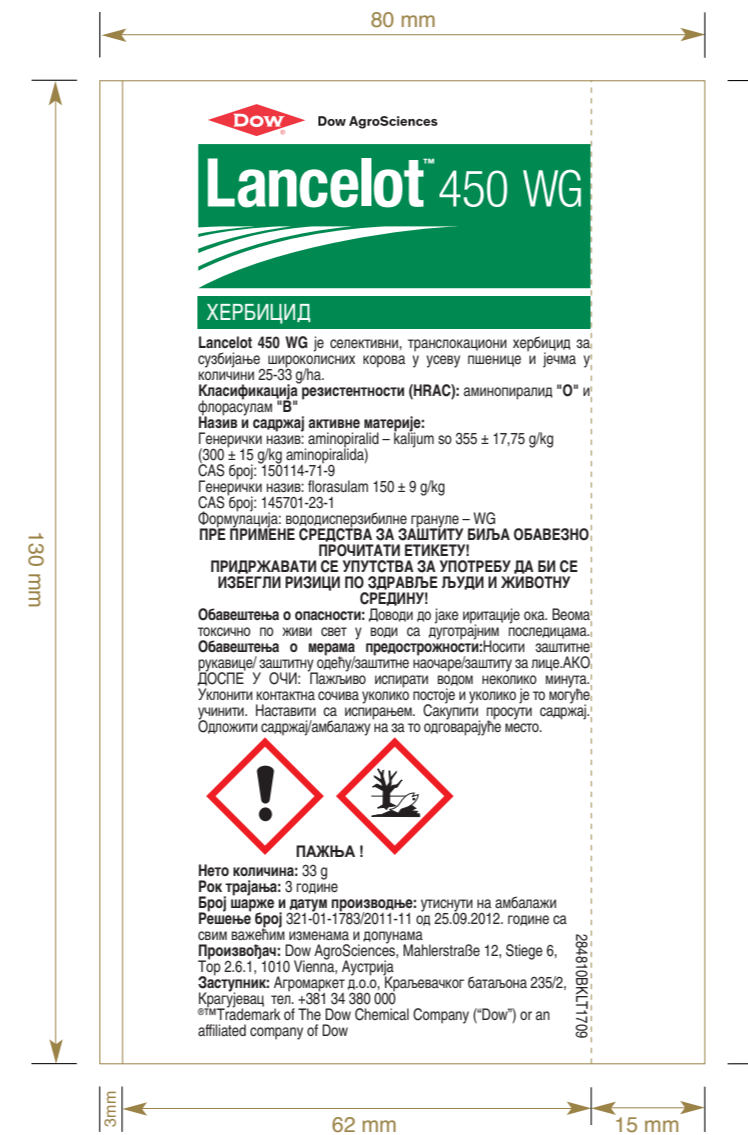 80 mm
Dow
Dow AgroSciences
Lancelot™ 450 WG
ХЕРБИЦИД
Lancelot 450 WG је селективни, транслокациони хербицид за
сузбијање широколисних корова у усеву пшенице и јечма у
количини 25-33 g/ha.
Класификација резистентности (HRAC): аминопиралид "О" и
флорасулам "В"
Назив и садржај активне материје:
Генерички назив: aminopiralid – kalijum so 355 ± 17,75 g/kg
(300 ± 15 g/kg aminopiralida)
CAS број: 150114-71-9
Генерички назив: florasulam 150 ± 9 g/kg
CAS број: 145701-23-1
Формулација: вододисперзибилне грануле – WG
ПРЕ ПРИМЕНЕ СРЕДСТВА ЗА ЗАШТИТУ БИЉА ОБАВЕЗНО
ПРОЧИТАТИ ЕТИКЕТУ!
ПРИДРЖАВАТИ СЕ УПУТСТВА ЗА УПОТРЕБУ ДА БИ СЕ
ИЗБЕГЛИ РИЗИЦИ ПО ЗДРАВЉЕ ЉУДИ И ЖИВОТНУ
СРЕДИНУ!
Обавештења о опасности: Доводи до јаке иритације ока. Веома
токсично по живи свет у води са дуготрајним последицама.
Обавештења о мерама предострожности:Носити заштитне
рукавице/ заштитну одећу/заштитне наочаре/заштиту за лице.АКО
ДОСПЕ У ОЧИ: Пажљиво испирати водом неколико минута.
Уклонити контактна сочива уколико постоје и уколико је то могуће
учинити. Наставити са испирањем. Сакупити просути садржај.
Одложити садржај/амбалажу на за то одговарајуће место.
ПАЖЊА !
Нето количина: 33 g
Рок трајања: 3 године
Број шарже и датум производње: утиснути на амбалажи
Решење број 321-01-1783/2011-11 од 25.09.2012. године са
свим важећим изменама и допунама
Произвођач: Dow AgroSciences, Mahlerstraße 12, Stiege 6,
Top 2.6.1, 1010 Vienna, Аустрија
Заступник: Агромаркет д.о.о, Краљевачког батаљона 235/2,
Крагујевац тел. +381 34 380 000
®™Trademark of The Dow Chemical Company (“Dow”) or an
affiliated company of Dow
284810BKLT1709
130 mm
3mm
62 mm
15 mm